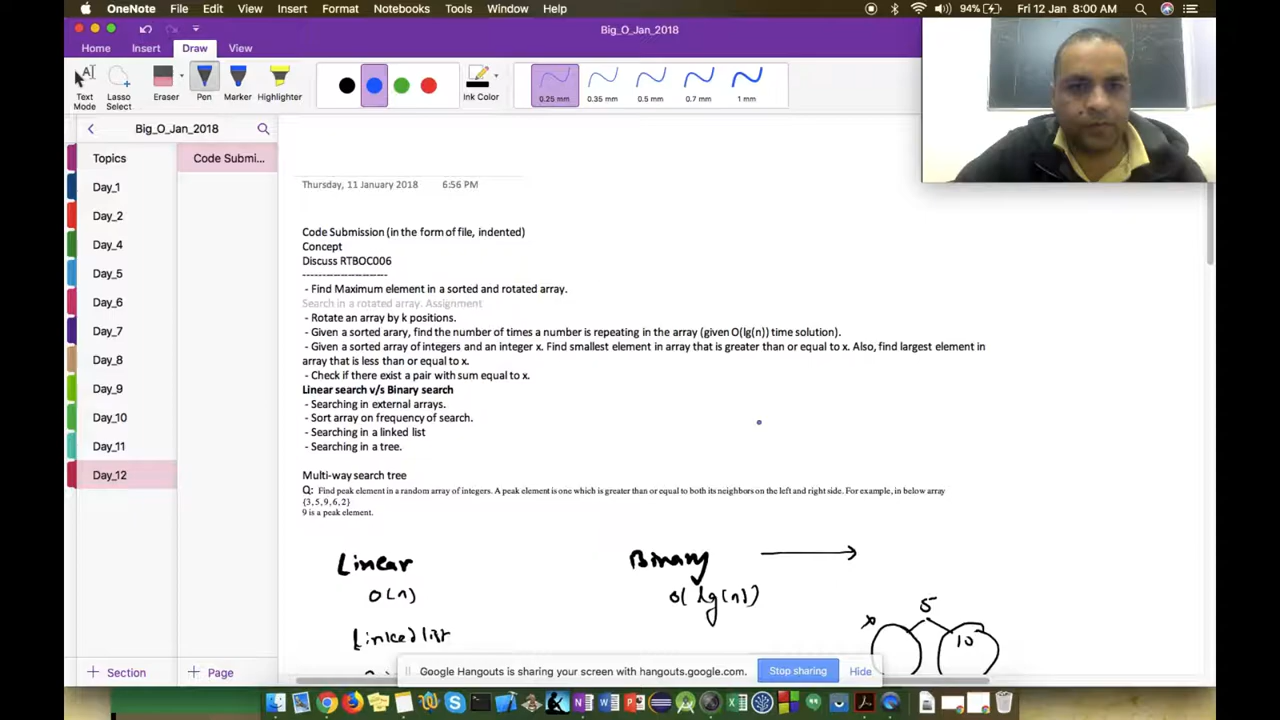 OneNote File Edit View Insert Format Notebooks Tools Window Help 94% Fri 12 Jan 8:00 AM
Big_O_Jan_2018
Home Insert Draw View
Text Mode
Lasso Select
Eraser
Pen
Marker
Highlighter
Ink Color
0.25 mm 0.35 mm 0.5 mm 0.7 mm 1 mm
Big_O_Jan_2018
Topics
Day_1
Day_2
Day_4
Day_5
Day_6
Day_7
Day_8
Day_9
Day_10
Day_11
Day_12
Code Submi...
Thursday, 11 January 2018 6:56 PM
Code Submission (in the form of file, indented)
Concept
Discuss RTBOC006
-----------------------
- Find Maximum element in a sorted and rotated array.
Search in a rotated array. Assignment
- Rotate an array by k positions.
- Given a sorted arary, find the number of times a number is repeating in the array (given O(lg(n)) time solution).
- Given a sorted array of integers and an integer x. Find smallest element in array that is greater than or equal to x. Also, find largest element in
array that is less than or equal to x.
- Check if there exist a pair with sum equal to x.
Linear search v/s Binary search
- Searching in external arrays.
- Sort array on frequency of search.
- Searching in a linked list
- Searching in a tree.
Multi-way search tree
Q: Find peak element in a random array of integers. A peak element is one which is greater than or equal to both its neighbors on the left and right side. For example, in below array
{3, 5, 9, 6, 2}
9 is a peak element.
Linear Binary
O(n) O(lg(n))
5
Linked list 10
+ Section + Page
Google Hangouts is sharing your screen with hangouts.google.com. Stop sharing Hide